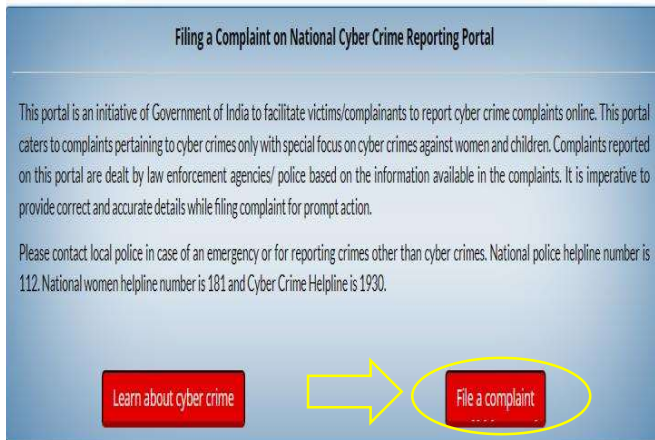 Filing a Complaint on National Cyber Crime Reporting Portal
This portal is an initiative of Government of India to facilitate victims/complainants to report cyber crime complaints online. This portal
caters to complaints pertaining to cyber crimes only with special focus on cyber crimes against women and children. Complaints reported
on this portal are dealt by law enforcement agencies/ police based on the information available in the complaints. It is imperative to
provide correct and accurate details while filing complaint for prompt action.
Please contact local police in case of an emergency or for reporting crimes other than cyber crimes. National police helpline number is
112. National women helpline number is 181 and Cyber Crime Helpline is 1930.
Learn about cyber crime
File a complaint